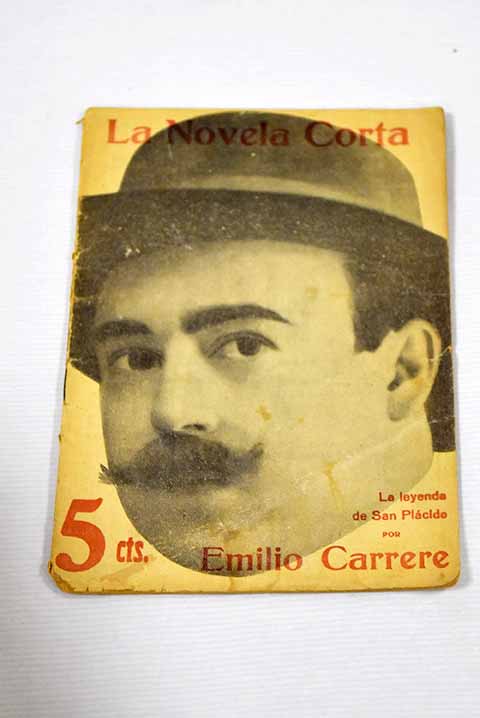 La Novela Corta
La leyenda
de San Plácido
POR
5 cts.
Emilio Carrere